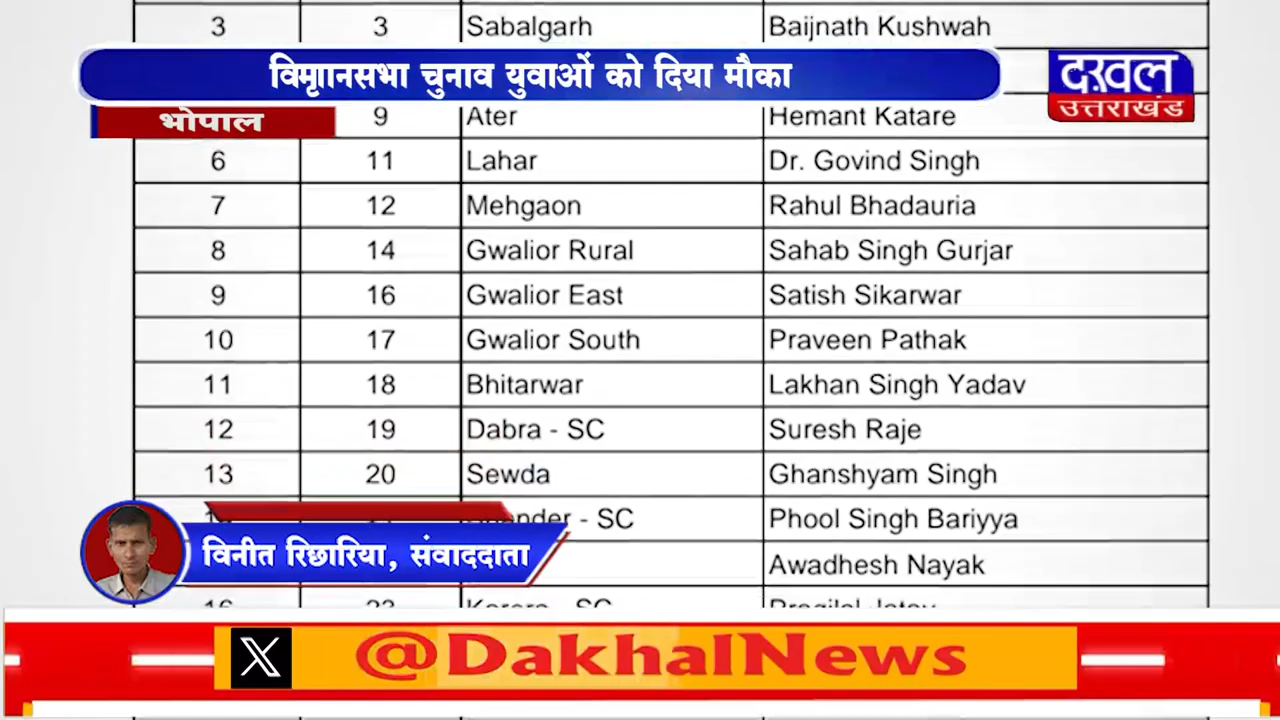 3 3 Sabalgarh Baijnath Kushwah
विमृाानसभा चुनाव युवाओं को दिया मौका
दख़ल
उत्तराखंड
भोपाल
9 Ater Hemant Katare
6 11 Lahar Dr. Govind Singh
7 12 Mehgaon Rahul Bhadauria
8 14 Gwalior Rural Sahab Singh Gurjar
9 16 Gwalior East Satish Sikarwar
10 17 Gwalior South Praveen Pathak
11 18 Bhitarwar Lakhan Singh Yadav
12 19 Dabra - SC Suresh Raje
13 20 Sewda Ghanshyam Singh
- SC Phool Singh Bariyya
विनीत रिछारिया, संवाददाता
Awadhesh Nayak
X @DakhalNews